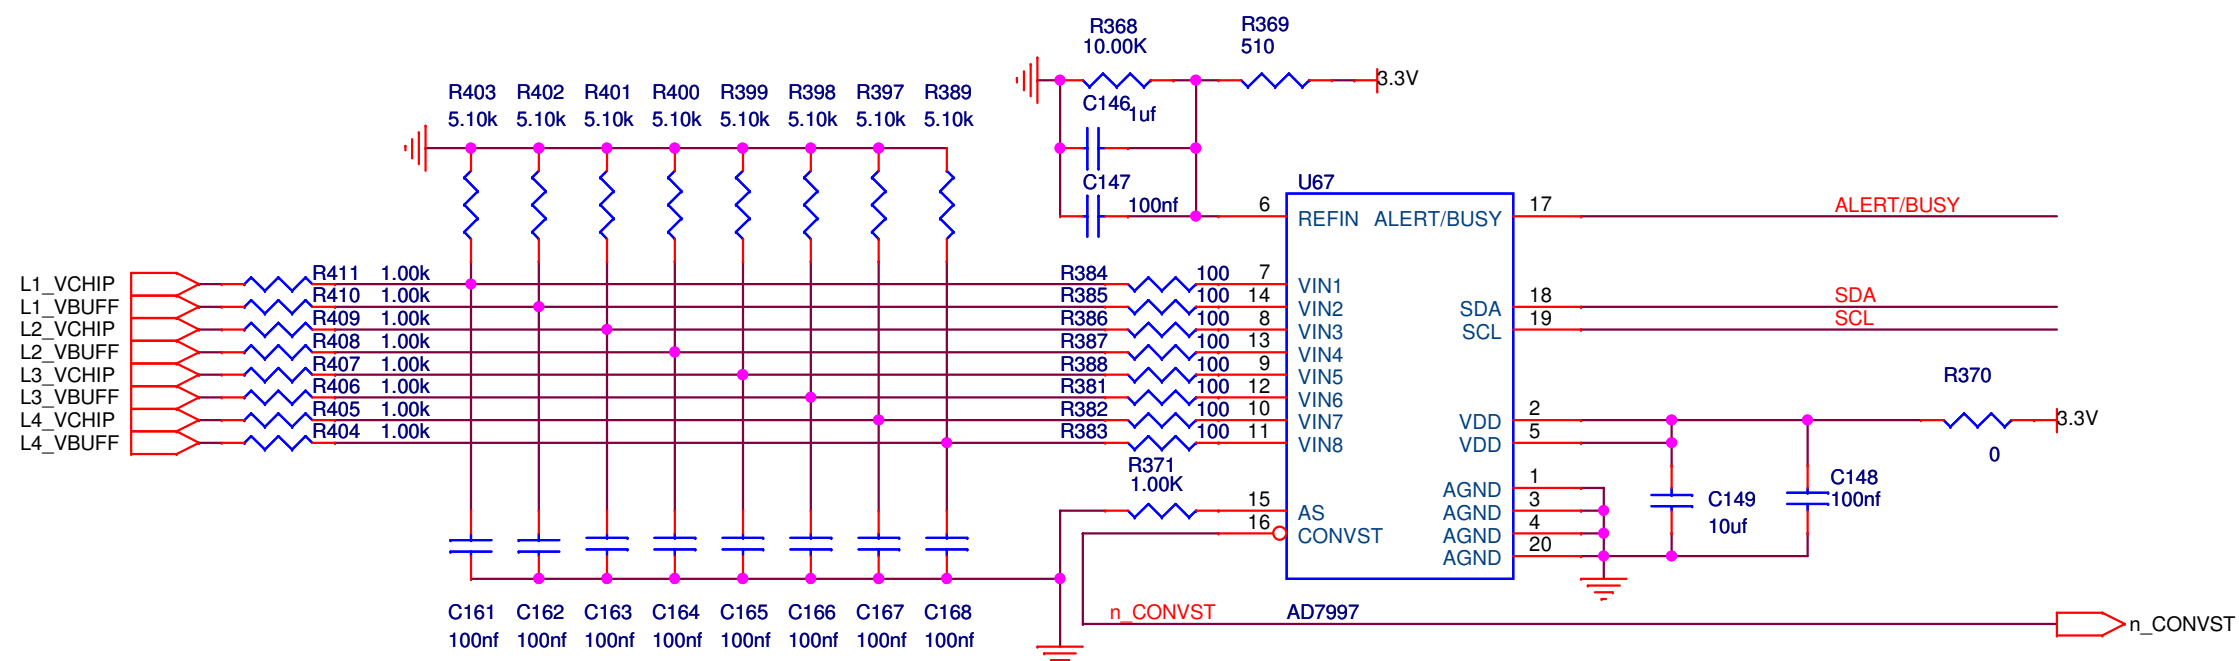 R368
10.00K
R369
510
3.3V
R403 R402 R401 R400 R399 R398 R397 R389
5.10k 5.10k 5.10k 5.10k 5.10k 5.10k 5.10k 5.10k
C146
1uf
C147
100nf
U67
6 REFIN ALERT/BUSY 17 ALERT/BUSY
L1_VCHIP R411 1.00k R384 100 7 VIN1
L1_VBUFF R410 1.00k R385 100 14 VIN2 SDA 18 SDA
L2_VCHIP R409 1.00k R386 100 8 VIN3 SCL 19 SCL
L2_VBUFF R408 1.00k R387 100 13 VIN4
L3_VCHIP R407 1.00k R388 100 9 VIN5
L3_VBUFF R406 1.00k R381 100 12 VIN6
L4_VCHIP R405 1.00k R382 100 10 VIN7 VDD 2
L4_VBUFF R404 1.00k R383 100 11 VIN8 VDD 5
R370
3.3V
0
R371
1.00K
15 AS
16 CONVST
AGND 1
AGND 3
AGND 4
AGND 20
C149
10uf
C148
100nf
C161 C162 C163 C164 C165 C166 C167 C168
100nf 100nf 100nf 100nf 100nf 100nf 100nf 100nf
n_CONVST AD7997 n_CONVST